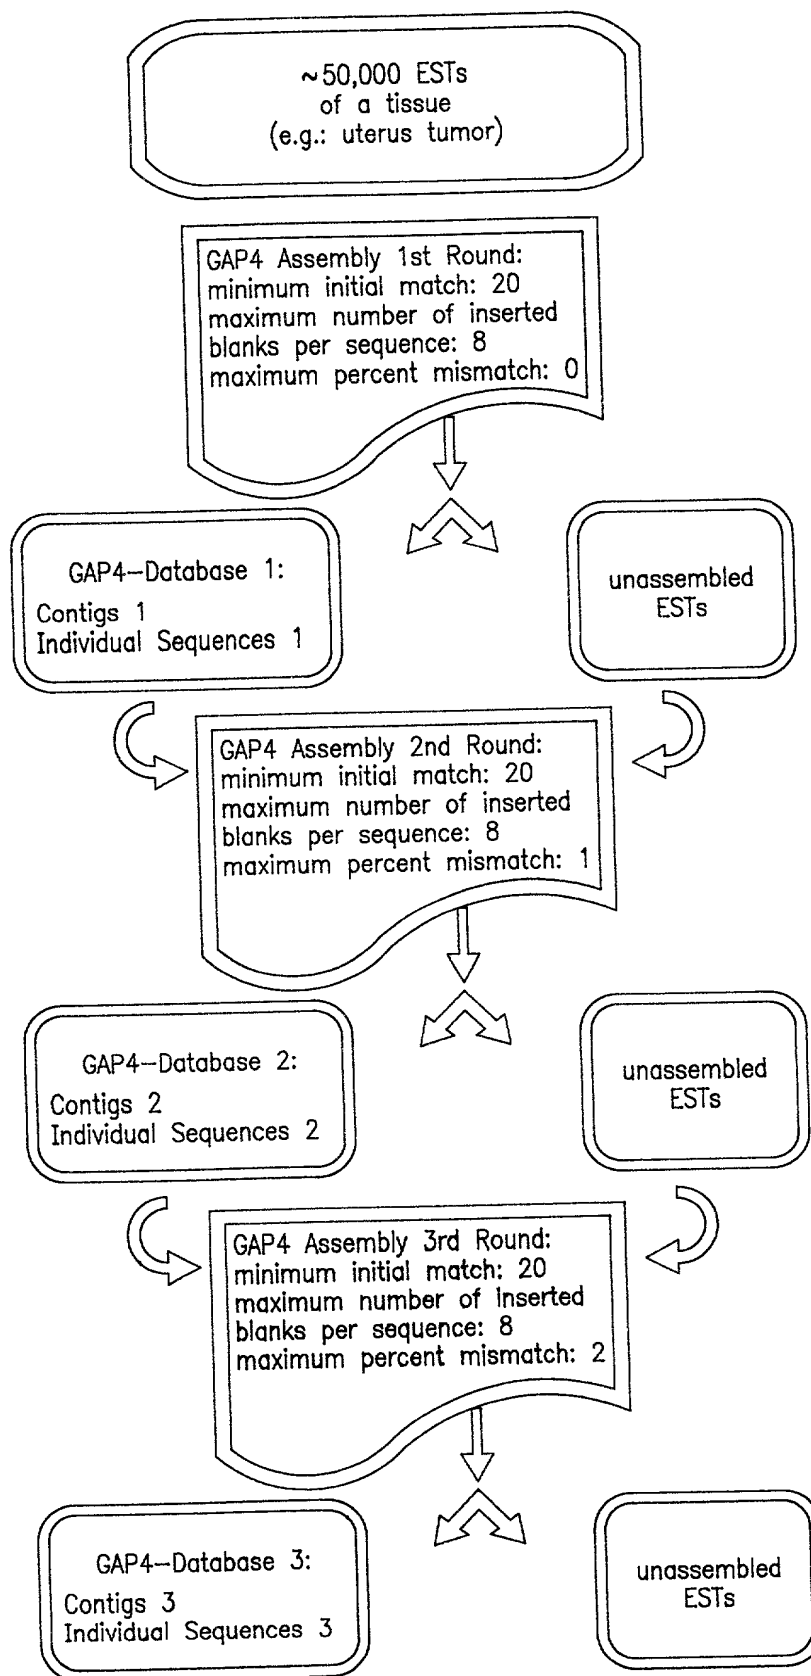 ~50,000 ESTs
of a tissue
(e.g.: uterus tumor)
GAP4 Assembly 1st Round:
minimum initial match: 20
maximum number of inserted
blanks per sequence: 8
maximum percent mismatch: 0
GAP4-Database 1:
Contigs 1
Individual Sequences 1
unassembled
ESTs
GAP4 Assembly 2nd Round:
minimum initial match: 20
maximum number of inserted
blanks per sequence: 8
maximum percent mismatch: 1
GAP4-Database 2:
Contigs 2
Individual Sequences 2
unassembled
ESTs
GAP4 Assembly 3rd Round:
minimum initial match: 20
maximum number of inserted
blanks per sequence: 8
maximum percent mismatch: 2
GAP4-Database 3:
Contigs 3
Individual Sequences 3
unassembled
ESTs